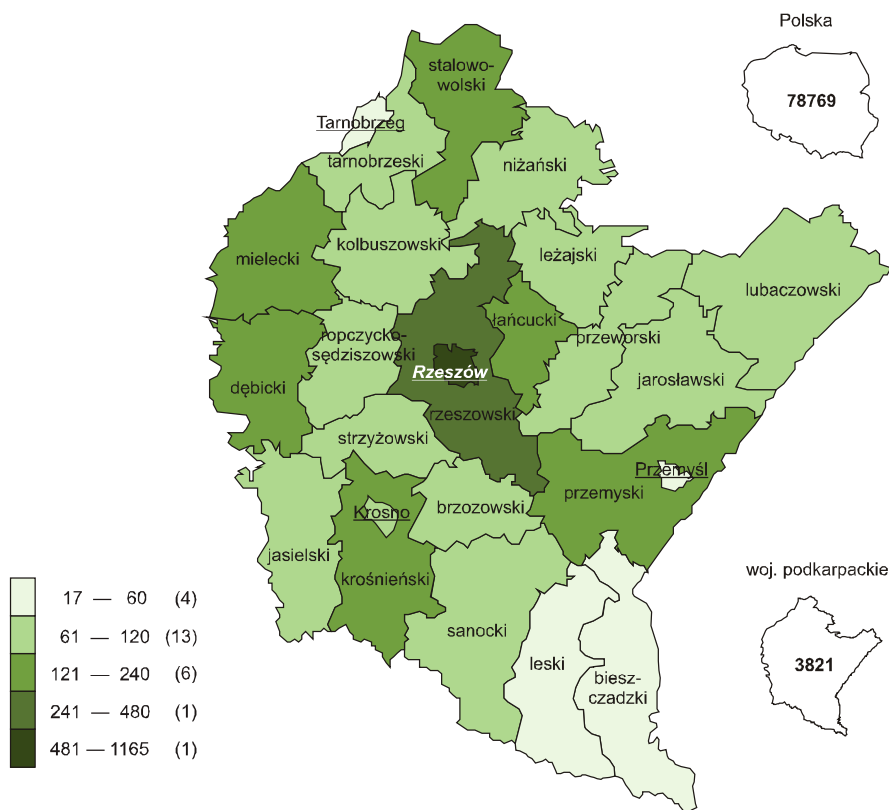 Polska
78769
stalowo-
wolski
Tarnobrzeg
tarnobrzeski
niżański
mielecki
kolbuszowski
leżajski
lubaczowski
łańcucki
ropczycko-
sędziszowski
przeworski
Rzeszów
jarosławski
dębicki
rzeszowski
strzyżowski
Przemyśl
przemyski
Krosno
brzozowski
jasielski
krośnieński
woj. podkarpackie
3821
sanocki
leski
biesz-
czadzki
17 — 60 (4)
61 — 120 (13)
121 — 240 (6)
241 — 480 (1)
481 — 1165 (1)